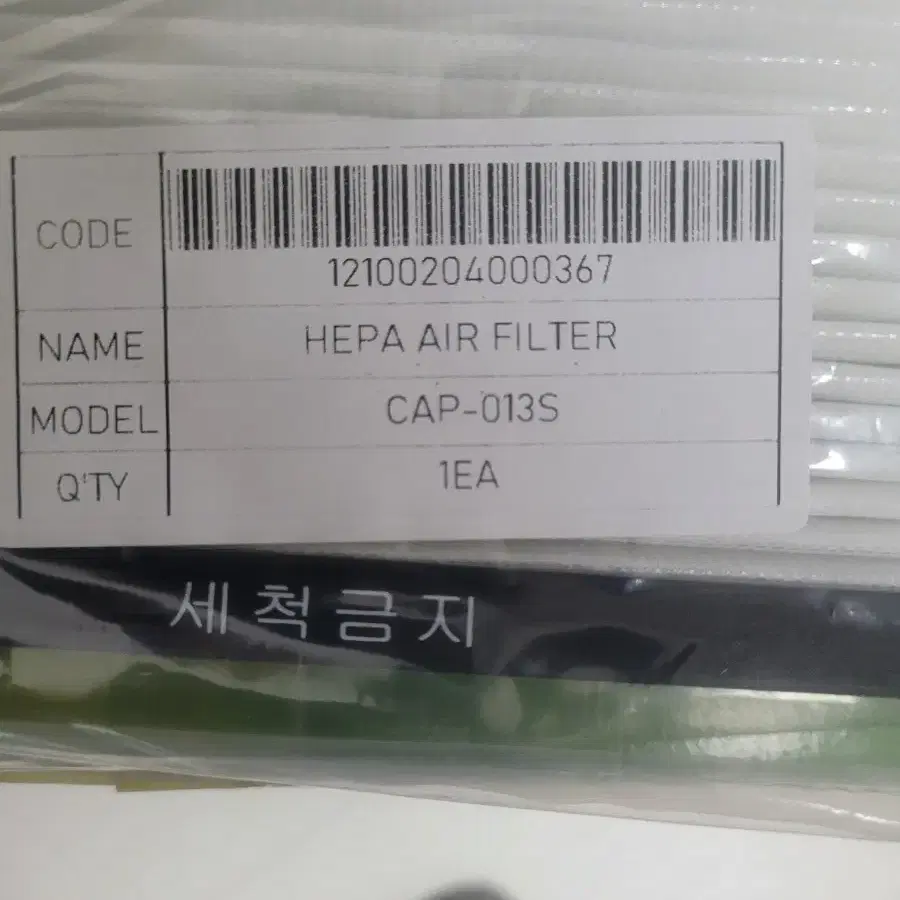 CODE
12100204000367
NAME HEPA AIR FILTER
MODEL CAP-013S
Q'TY 1EA
세척금지